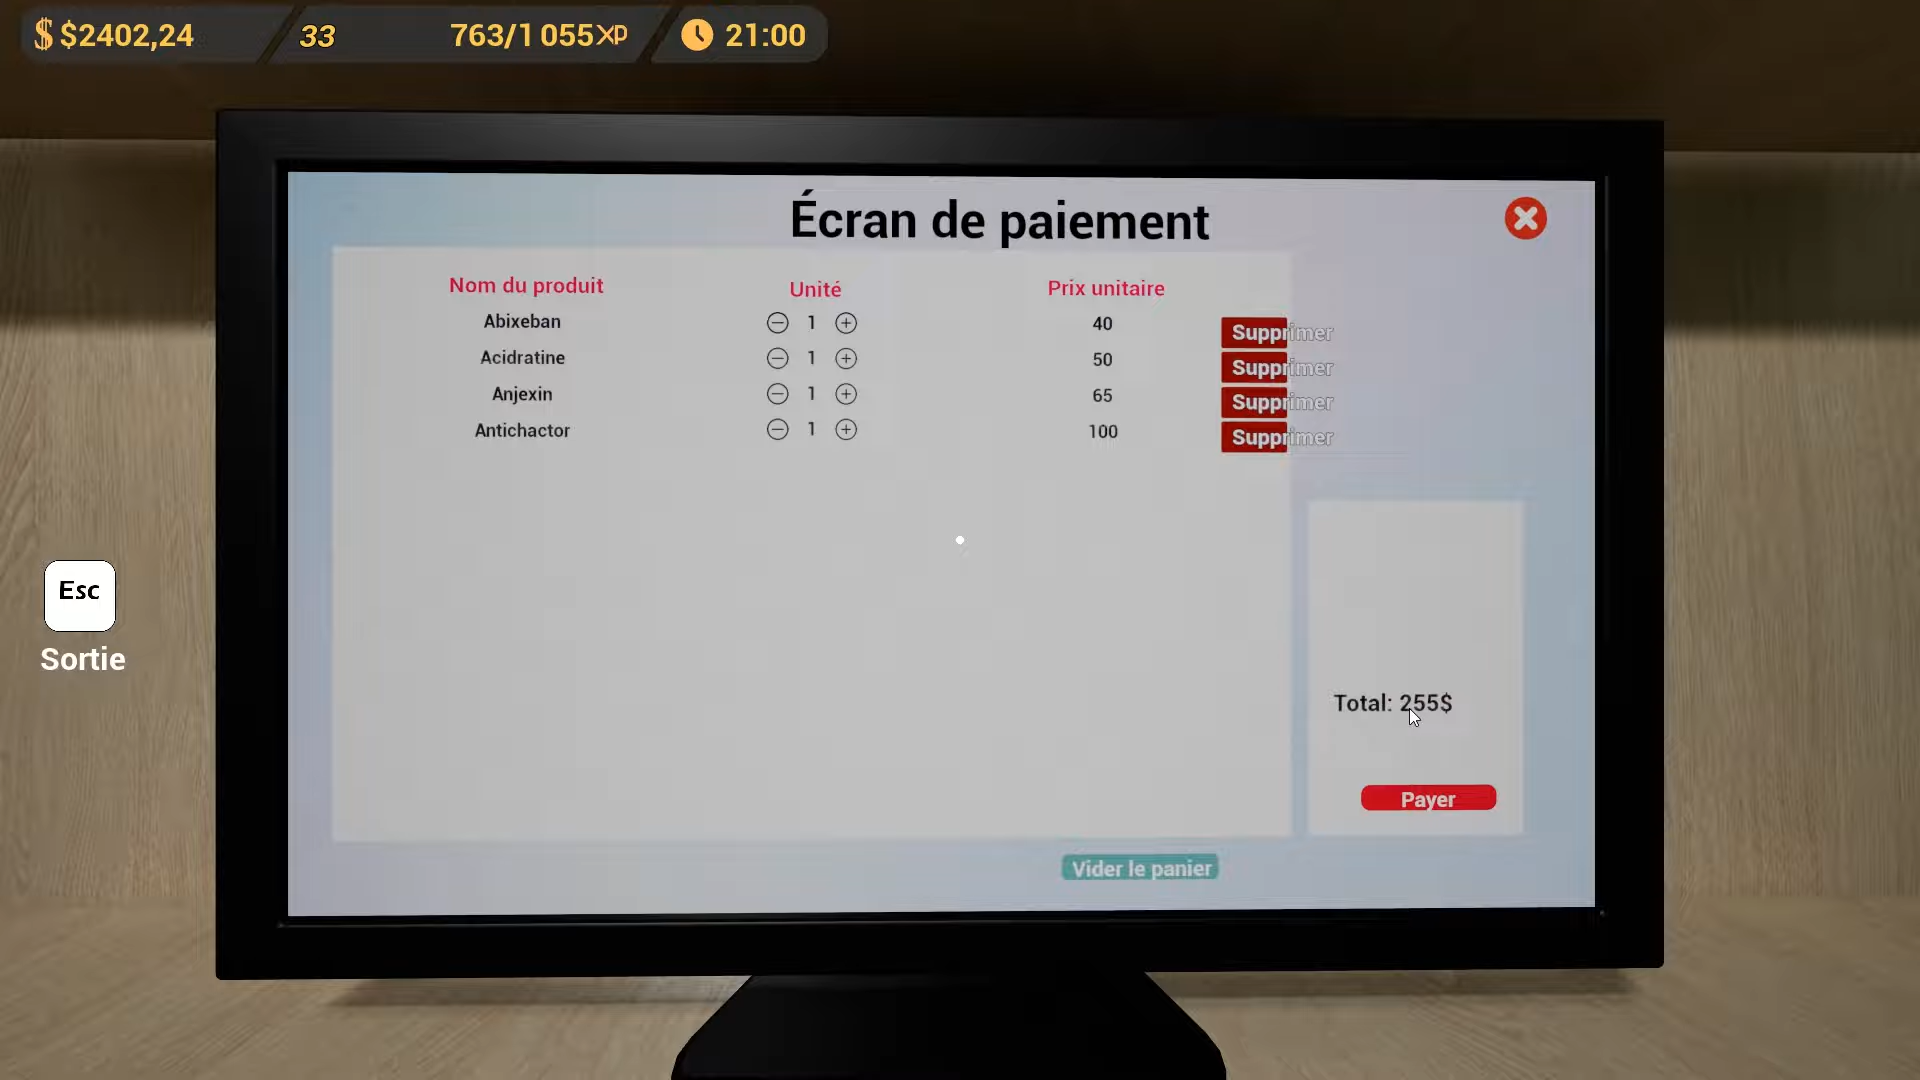 $ $2402,24 33 763/1 055XP 21:00
Écran de paiement
Nom du produit Unité Prix unitaire
Abixeban 1 40 Supprimer
Acidratine 1 50 Supprimer
Anjexin 1 65 Supprimer
Antichactor 1 100 Supprimer
Esc
Sortie
Total: 255$
Payer
Vider le panier